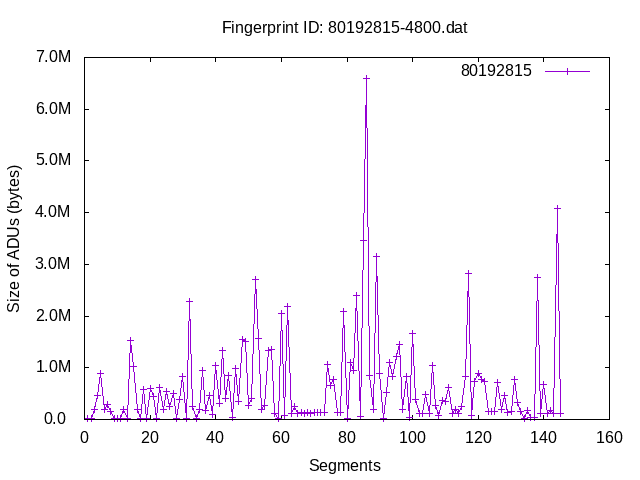 Fingerprint ID: 80192815-4800.dat
7.0M
80192815
6.0M
5.0M
4.0M
3.0M
2.0M
1.0M
0.0
Size of ADUs (bytes)
0 20 40 60 80 100 120 140 160
Segments